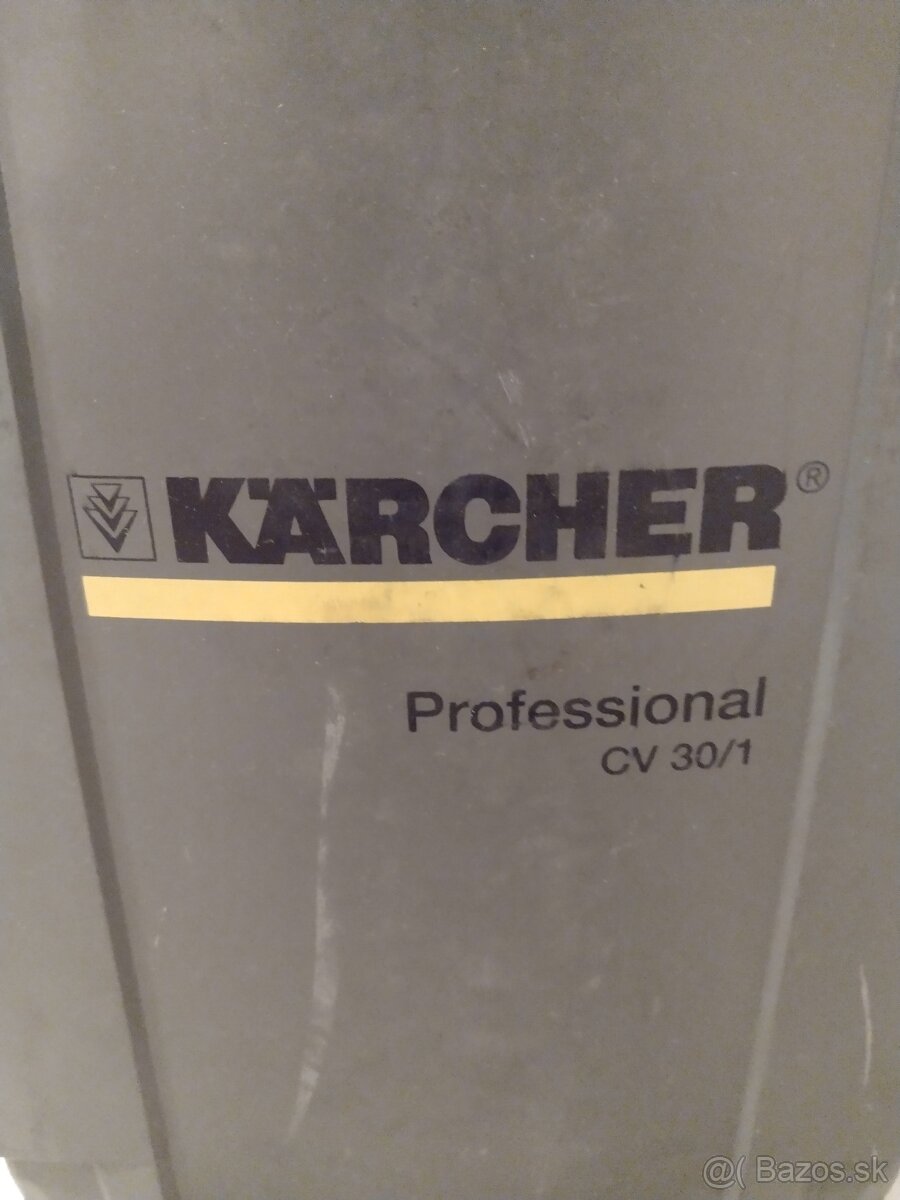 KÄRCHER®
Professional
CV 30/1
@( Bazos.sk